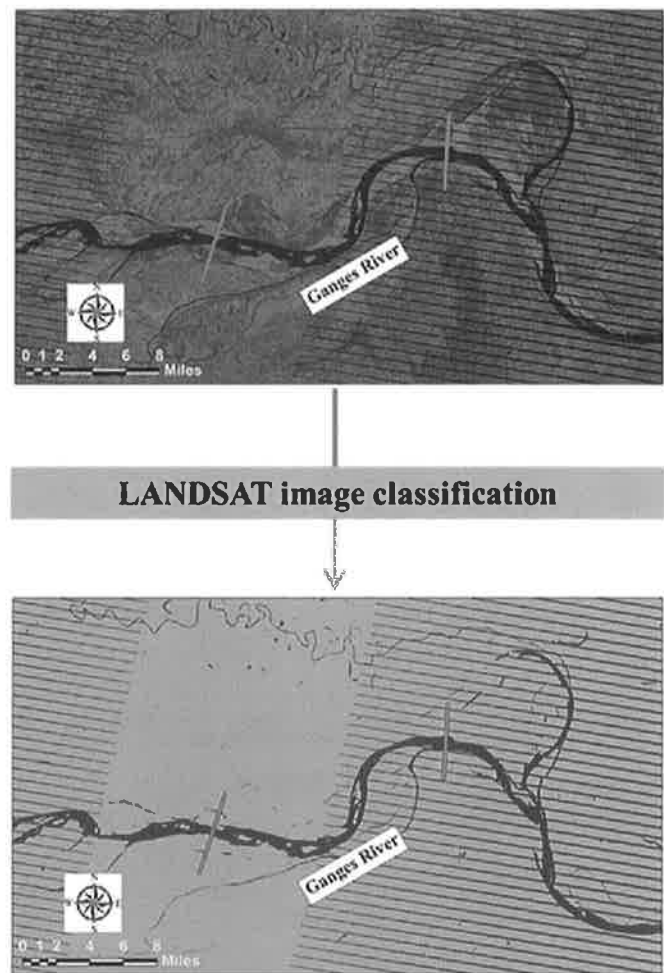 N
W E
S
Ganges River
0 1 2 4 6 8
Miles
LANDSAT image classification
N
W E
Ganges River
0 1 2 4 6 8
Miles